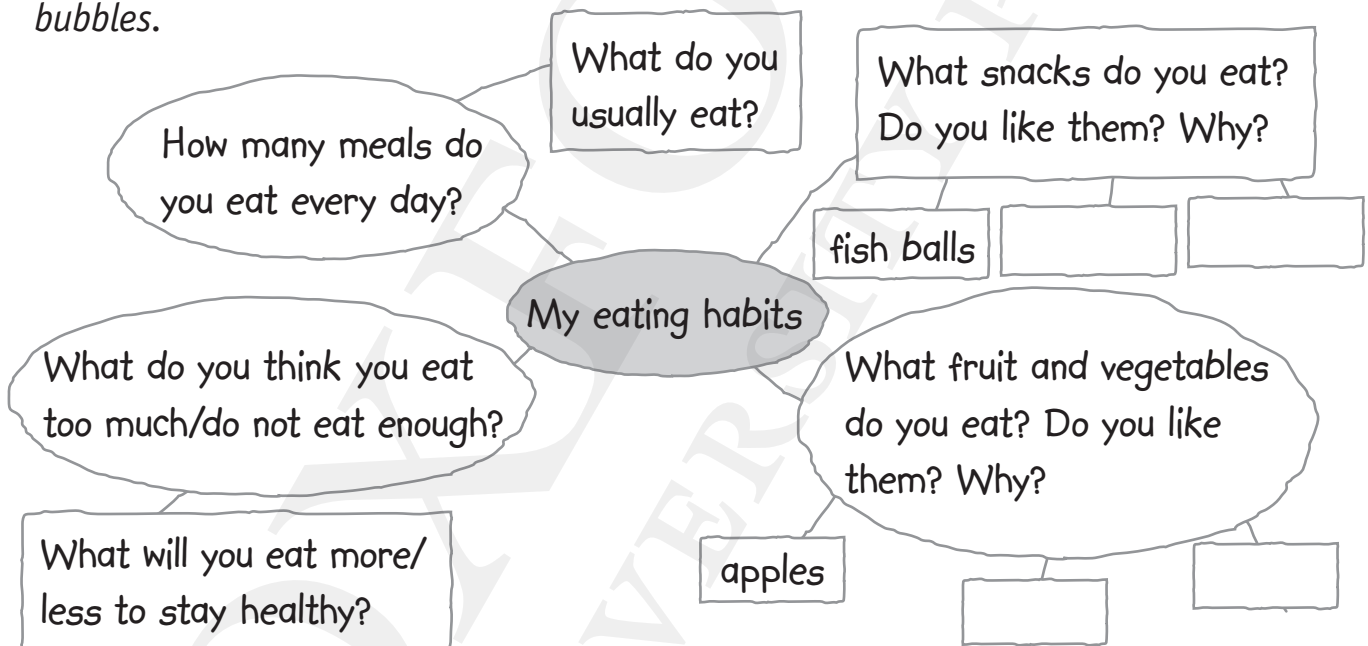 bubbles.
What do you
usually eat?
What snacks do you eat?
Do you like them? Why?
How many meals do
you eat every day?
fish balls
My eating habits
What do you think you eat
too much/do not eat enough?
What fruit and vegetables
do you eat? Do you like
them? Why?
What will you eat more/
less to stay healthy?
apples